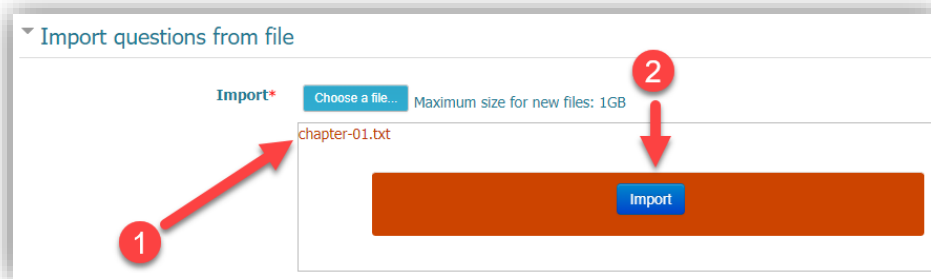 Import questions from file
2
Import* Choose a file... Maximum size for new files: 1GB
chapter-01.txt
Import
1